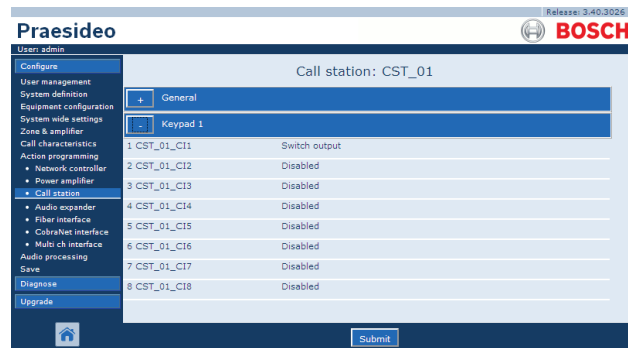 Release: 3.40.3026
Praesideo
BOSCH
User: admin
Configure
User management
System definition
Equipment configuration
System wide settings
Zone & amplifier
Call characteristics
Action programming
• Network controller
• Power amplifier
• Call station
• Audio expander
• Fiber interface
• CobraNet interface
• Multi ch interface
Audio processing
Save
Diagnose
Upgrade
Call station: CST_01
+ General
- Keypad 1
1 CST_01_CI1 Switch output
2 CST_01_CI2 Disabled
3 CST_01_CI3 Disabled
4 CST_01_CI4 Disabled
5 CST_01_CI5 Disabled
6 CST_01_CI6 Disabled
7 CST_01_CI7 Disabled
8 CST_01_CI8 Disabled
Submit